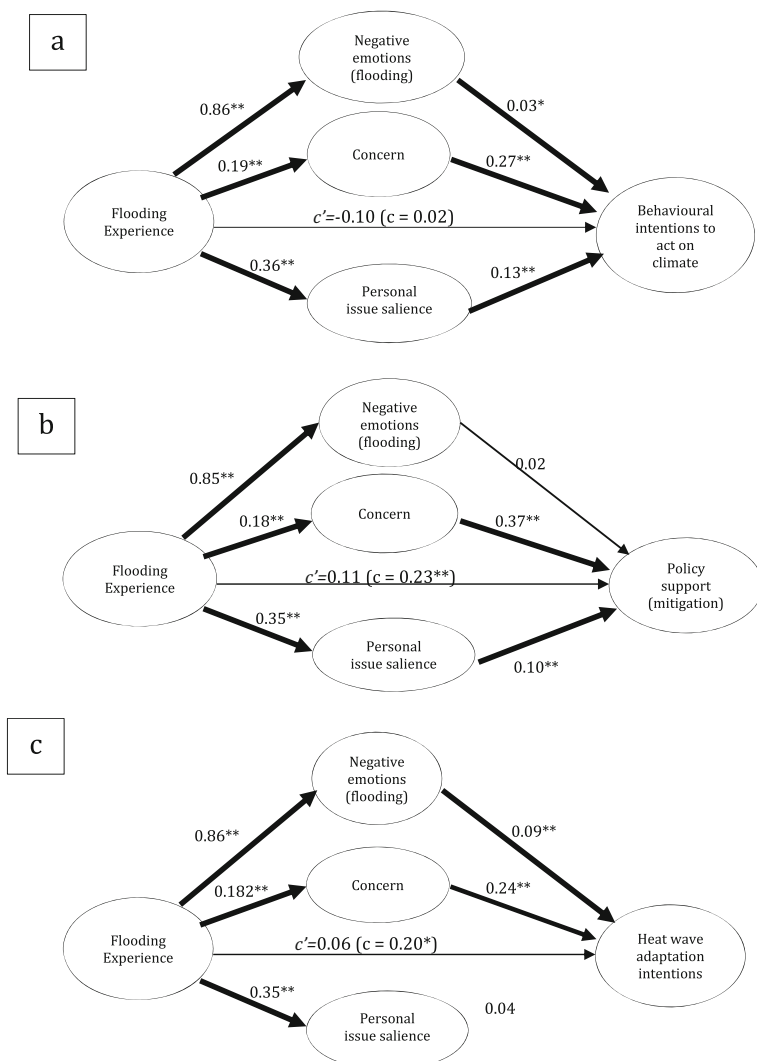 a
Negative
emotions
(flooding)
0.86**
0.03*
0.19**
Concern
0.27**
Flooding
Experience
c’=-0.10 (c = 0.02)
Behavioural
intentions to
act on
climate
0.36**
Personal
issue salience
0.13**
b
Negative
emotions
(flooding)
0.85**
0.02
0.18**
Concern
0.37**
Flooding
Experience
c’=0.11 (c = 0.23**)
Policy
support
(mitigation)
0.35**
Personal
issue salience
0.10**
c
Negative
emotions
(flooding)
0.86**
0.09**
0.182**
Concern
0.24**
Flooding
Experience
c’=0.06 (c = 0.20*)
Heat wave
adaptation
intentions
0.35**
Personal
issue salience
0.04